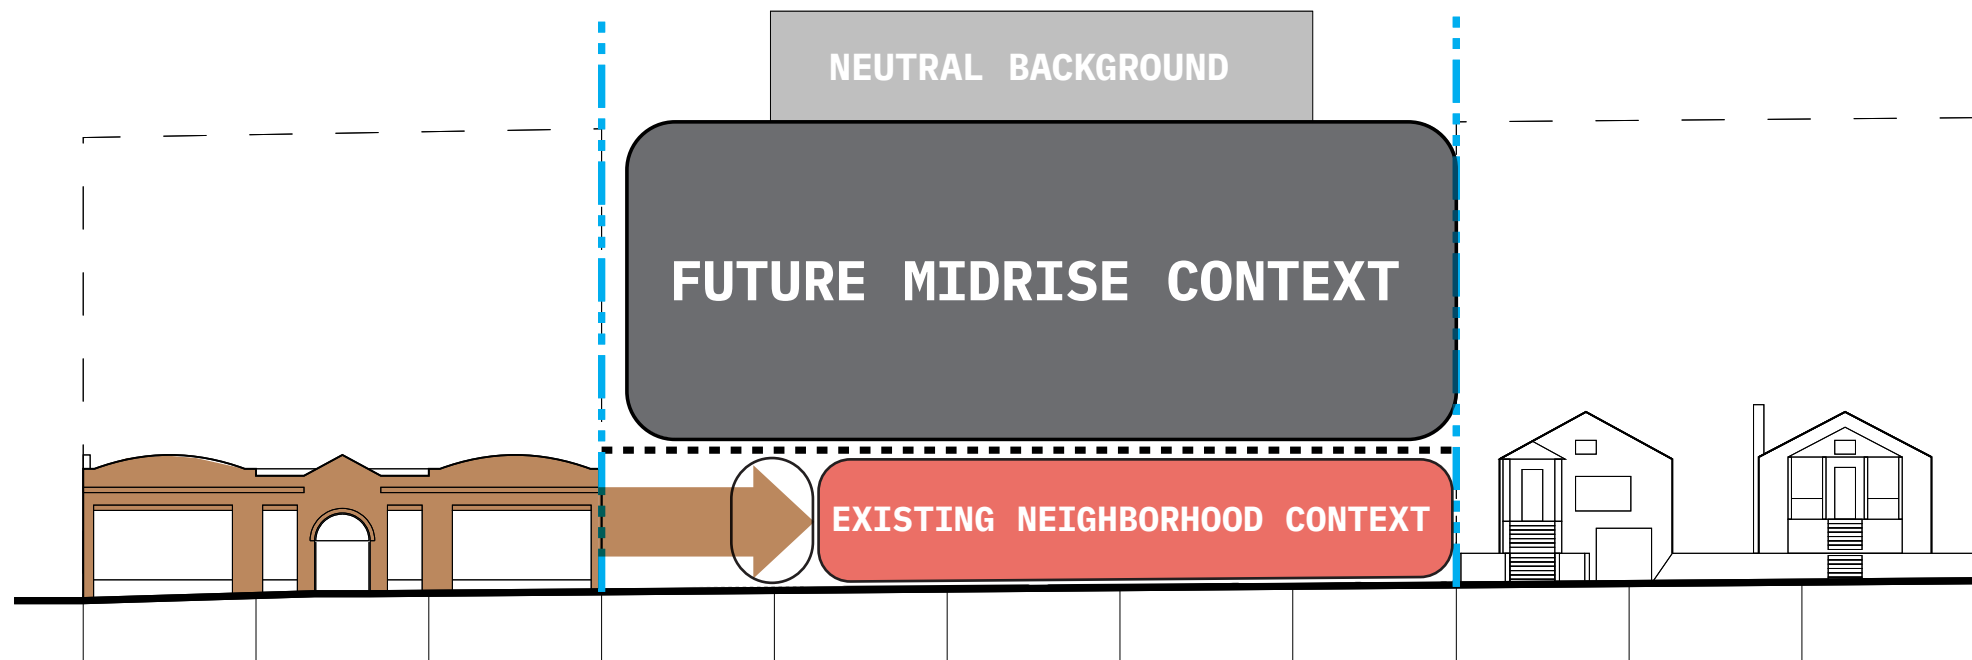 NEUTRAL BACKGROUND
FUTURE MIDRISE CONTEXT
EXISTING NEIGHBORHOOD CONTEXT